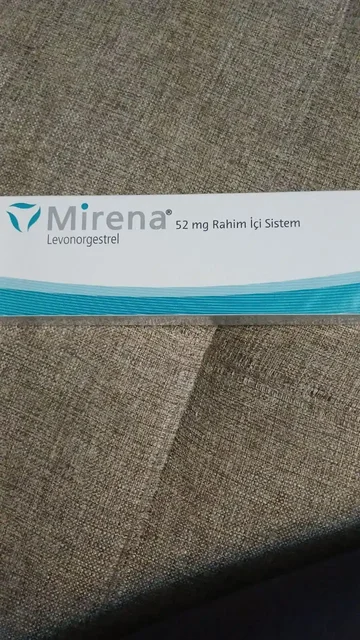 Mirena® 52 mg Rahim İçi Sistem
Levonorgestrel